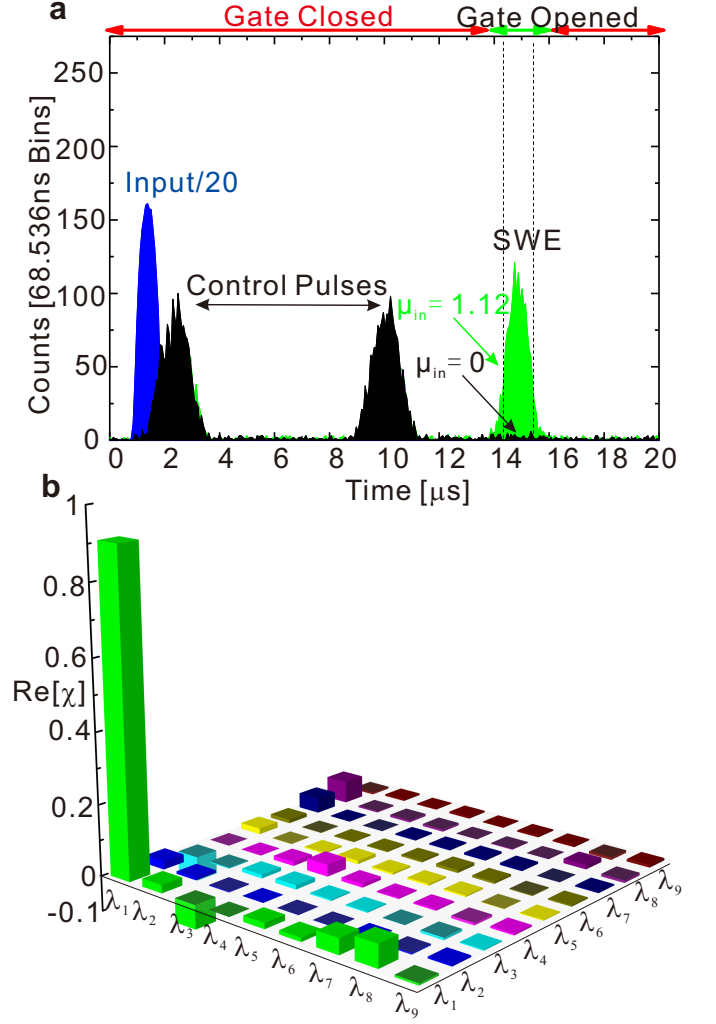 a
Gate Closed
Gate Opened
Counts [68.536ns Bins]
250
200
150
100
50
0
Input/20
SWE
Control Pulses
μin= 1.12
μin= 0
0 2 4 6 8 10 12 14 16 18 20
Time [μs]
b
1
0.8
0.6
Re[χ]
0.4
0.2
0
-0.1
λ1 λ2 λ3 λ4 λ5 λ6 λ7 λ8 λ9
λ1 λ2 λ3 λ4 λ5 λ6 λ7 λ8 λ9